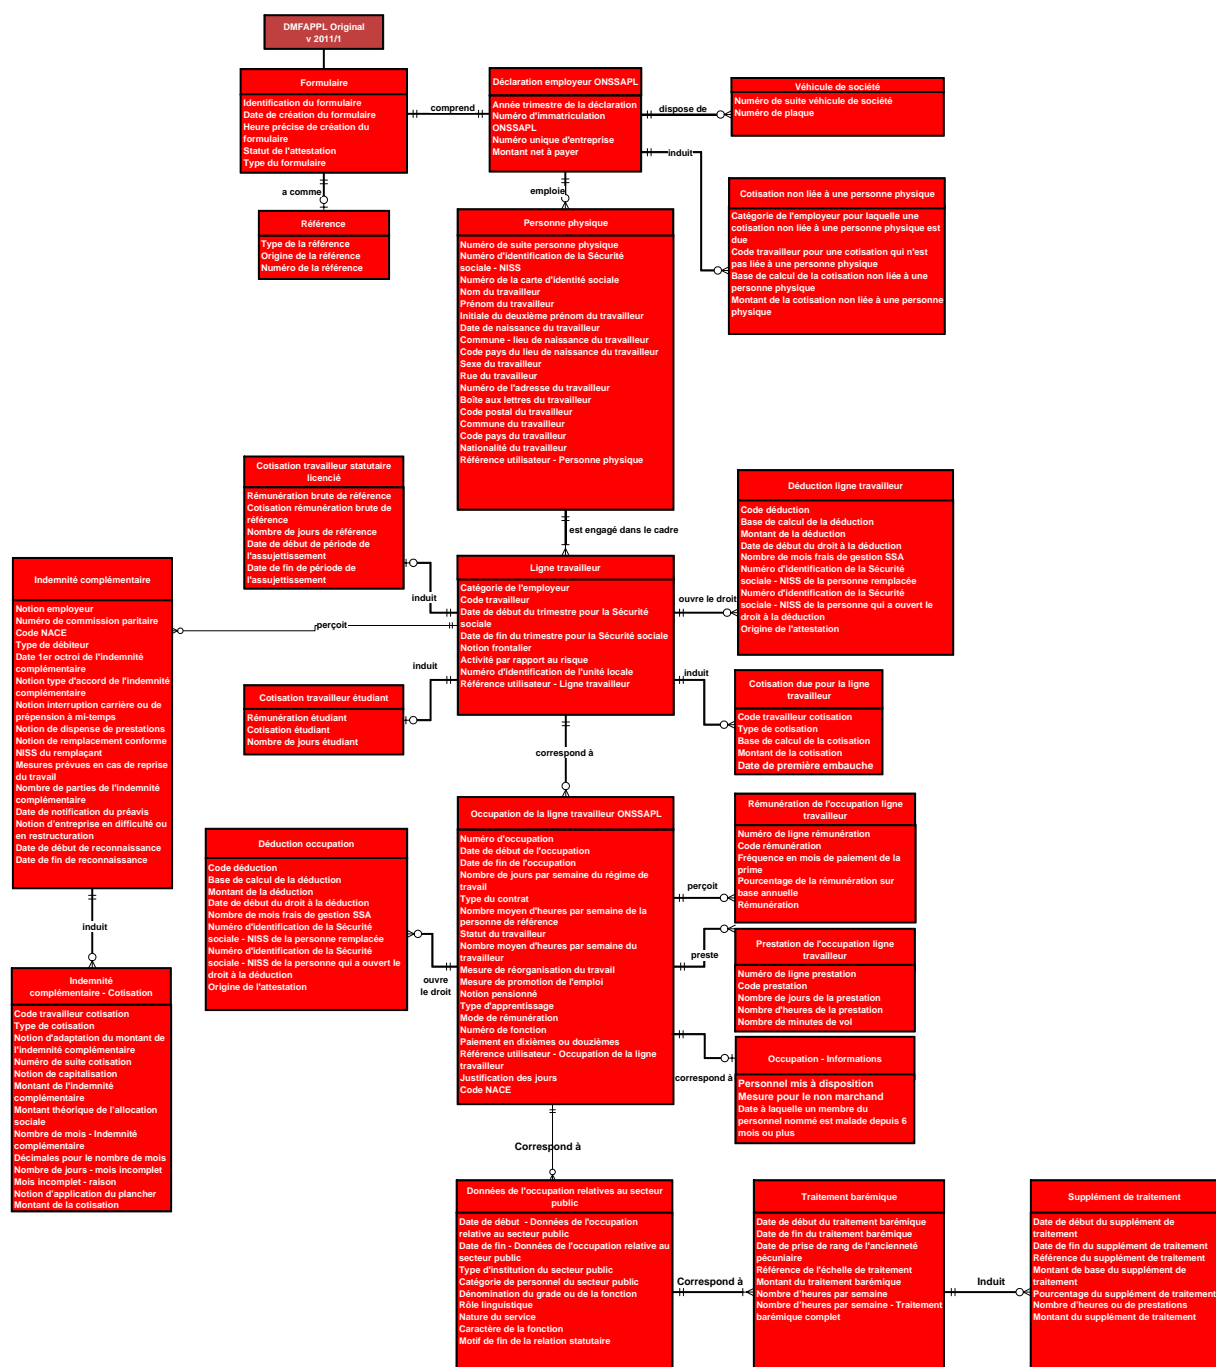 DMFAPPL Original
v 2011/1
Formulaire
Identification du formulaire
Date de création du formulaire
Heure précise de création du
formulaire
Statut de l'attestation
Type du formulaire
comprend
Déclaration employeur ONSSAPL
Année trimestre de la déclaration
Numéro d'immatriculation
ONSSAPL
Numéro unique d'entreprise
Montant net à payer
dispose de
Véhicule de société
Numéro de suite véhicule de société
Numéro de plaque
induit
Cotisation non liée à une personne physique
Catégorie de l'employeur pour laquelle une
cotisation non liée à une personne physique est
due
Code travailleur pour une cotisation qui n'est
pas liée à une personne physique
Base de calcul de la cotisation non liée à une
personne physique
Montant de la cotisation non liée à une personne
physique
a comme
Référence
Type de la référence
Origine de la référence
Numéro de la référence
emploie
Personne physique
Numéro de suite personne physique
Numéro d'identification de la Sécurité
sociale - NISS
Numéro de la carte d'identité sociale
Nom du travailleur
Prénom du travailleur
Initiale du deuxième prénom du travailleur
Date de naissance du travailleur
Commune - lieu de naissance du travailleur
Code pays du lieu de naissance du travailleur
Sexe du travailleur
Rue du travailleur
Numéro de l'adresse du travailleur
Boîte aux lettres du travailleur
Code postal du travailleur
Commune du travailleur
Code pays du travailleur
Nationalité du travailleur
Référence utilisateur - Personne physique
est engagé dans le cadre
Cotisation travailleur statutaire
licencié
Rémunération brute de référence
Cotisation rémunération brute de
référence
Nombre de jours de référence
Date de début de période de
l'assujettissement
Date de fin de période de
l'assujettissement
induit
Déduction ligne travailleur
Code déduction
Base de calcul de la déduction
Montant de la déduction
Date de début du droit à la déduction
Nombre de mois frais de gestion SSA
Numéro d'identification de la Sécurité
sociale - NISS de la personne remplacée
Numéro d'identification de la Sécurité
sociale - NISS de la personne qui a ouvert le
droit à la déduction
Origine de l'attestation
ouvre le droit
Ligne travailleur
Catégorie de l'employeur
Code travailleur
Date de début du trimestre pour la Sécurité
sociale
Date de fin du trimestre pour la Sécurité sociale
Notion frontalier
Activité par rapport au risque
Numéro d'identification de l'unité locale
Référence utilisateur - Ligne travailleur
perçoit
Indemnité complémentaire
Notion employeur
Numéro de commission paritaire
Code NACE
Type de débiteur
Date 1er octroi de l'indemnité
complémentaire
Notion type d'accord de l'indemnité
complémentaire
Notion interruption carrière ou de
prépension à mi-temps
Notion de dispense de prestations
Notion de remplacement conforme
NISS du remplaçant
Mesures prévues en cas de reprise
du travail
Nombre de parties de l'indemnité
complémentaire
Date de notification du préavis
Notion d'entreprise en difficulté ou
en restructuration
Date de début de reconnaissance
Date de fin de reconnaissance
induit
Cotisation travailleur étudiant
Rémunération étudiant
Cotisation étudiant
Nombre de jours étudiant
induit
Cotisation due pour la ligne
travailleur
Code travailleur cotisation
Type de cotisation
Base de calcul de la cotisation
Montant de la cotisation
Date de première embauche
correspond à
Occupation de la ligne travailleur ONSSAPL
Numéro d'occupation
Date de début de l'occupation
Date de fin de l'occupation
Nombre de jours par semaine du régime de
travail
Type du contrat
Nombre moyen d'heures par semaine de la
personne de référence
Statut du travailleur
Nombre moyen d'heures par semaine du
travailleur
Mesure de réorganisation du travail
Mesure de promotion de l'emploi
Notion pensionné
Type d'apprentissage
Mode de rémunération
Numéro de fonction
Paiement en dixièmes ou douzièmes
Référence utilisateur - Occupation de la ligne
travailleur
Justification des jours
Code NACE
Déduction occupation
Code déduction
Base de calcul de la déduction
Montant de la déduction
Date de début du droit à la déduction
Nombre de mois frais de gestion SSA
Numéro d'identification de la Sécurité
sociale - NISS de la personne remplacée
Numéro d'identification de la Sécurité
sociale - NISS de la personne qui a ouvert le
droit à la déduction
Origine de l'attestation
ouvre
le droit
perçoit
Rémunération de l'occupation ligne
travailleur
Numéro de ligne rémunération
Code rémunération
Fréquence en mois de paiement de la
prime
Pourcentage de la rémunération sur
base annuelle
Rémunération
preste
Prestation de l'occupation ligne
travailleur
Numéro de ligne prestation
Code prestation
Nombre de jours de la prestation
Nombre d'heures de la prestation
Nombre de minutes de vol
correspond à
Occupation - Informations
Personnel mis à disposition
Mesure pour le non marchand
Date à laquelle un membre du
personnel nommé est malade depuis 6
mois ou plus
induit
Indemnité
complémentaire - Cotisation
Code travailleur cotisation
Type de cotisation
Notion d'adaptation du montant de
l'indemnité complémentaire
Numéro de suite cotisation
Notion de capitalisation
Montant de l'indemnité
complémentaire
Montant théorique de l'allocation
sociale
Nombre de mois - Indemnité
complémentaire
Décimales pour le nombre de mois
Nombre de jours - mois incomplet
Mois incomplet - raison
Notion d'application du plancher
Montant de la cotisation
Correspond à
Données de l'occupation relatives au secteur
public
Date de début - Données de l'occupation
relative au secteur public
Date de fin - Données de l'occupation relative au
secteur public
Type d'institution du secteur public
Catégorie de personnel du secteur public
Dénomination du grade ou de la fonction
Rôle linguistique
Nature du service
Caractère de la fonction
Motif de fin de la relation statutaire
Correspond à
Traitement barémique
Date de début du traitement barémique
Date de fin du traitement barémique
Date de prise de rang de l'ancienneté
pécuniaire
Référence de l'échelle de traitement
Montant du traitement barémique
Nombre d'heures par semaine
Nombre d'heures par semaine - Traitement
barémique complet
Induit
Supplément de traitement
Date de début du supplément de
traitement
Date de fin du supplément de traitement
Référence du supplément de traitement
Montant de base du supplément de
traitement
Pourcentage du supplément de traitement
Nombre d'heures ou de prestations
Montant du supplément de traitement